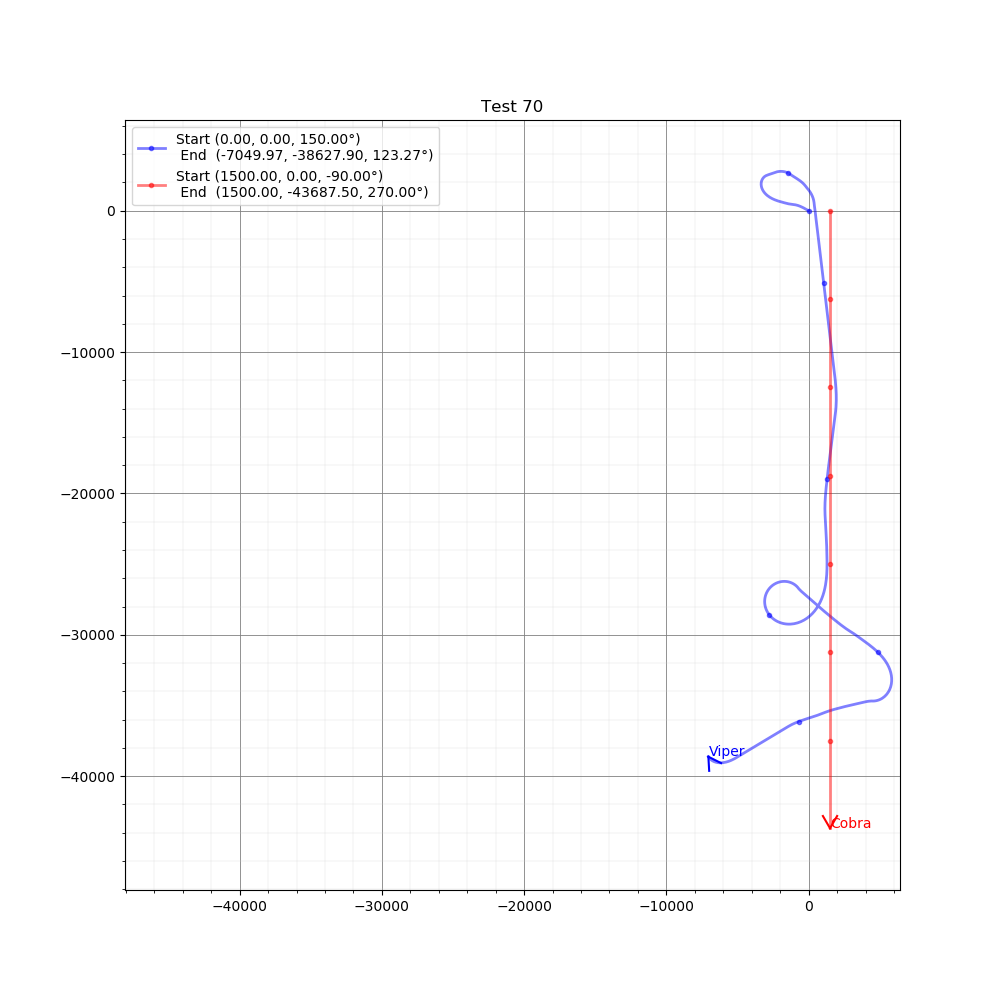 Test 70
Start (0.00, 0.00, 150.00°)
End  (-7049.97, -38627.90, 123.27°)
Start (1500.00, 0.00, -90.00°)
End  (1500.00, -43687.50, 270.00°)
0
−10000
−20000
−30000
−40000
Viper
Cobra
−40000
−30000
−20000
−10000
0